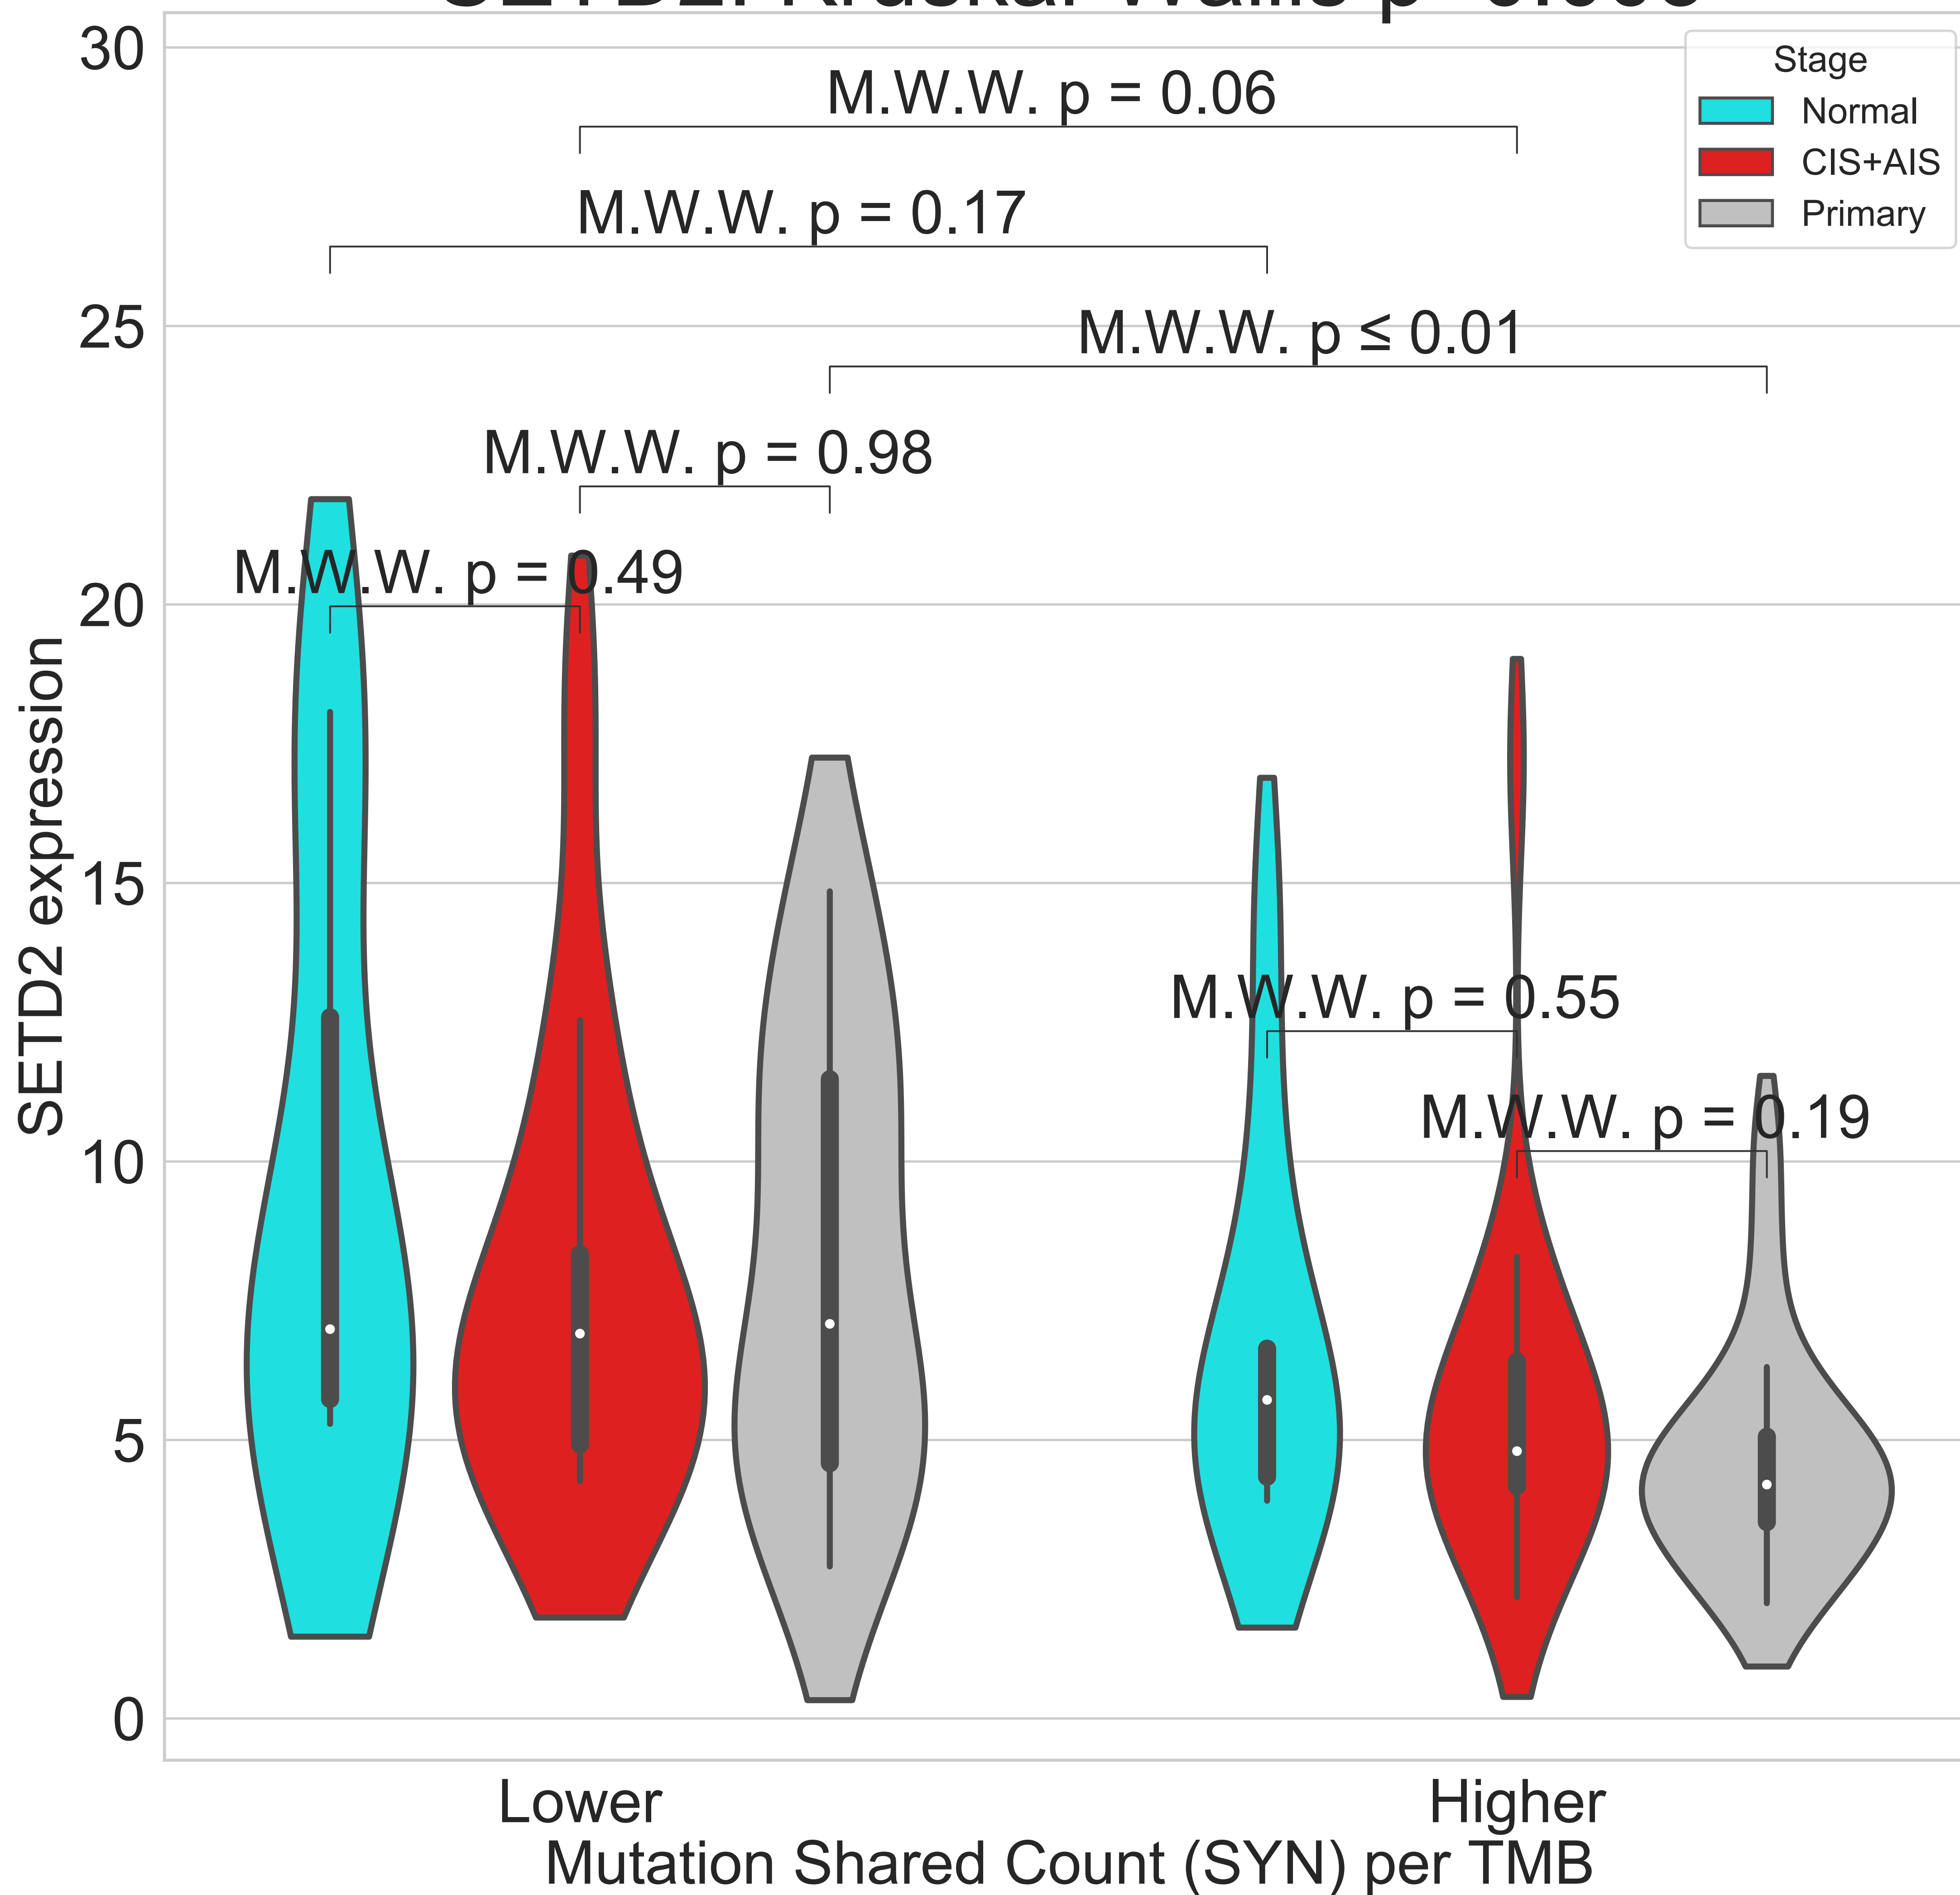 30
M.W.W. p = 0.06
Stage
Normal
CIS+AIS
Primary
M.W.W. p = 0.17
25
M.W.W. p ≤ 0.01
M.W.W. p = 0.98
M.W.W. p = 0.49
20
SETD2 expression
15
M.W.W. p = 0.55
M.W.W. p = 0.19
10
5
0
Lower
Higher
Mutation Shared Count (SYN) per TMB